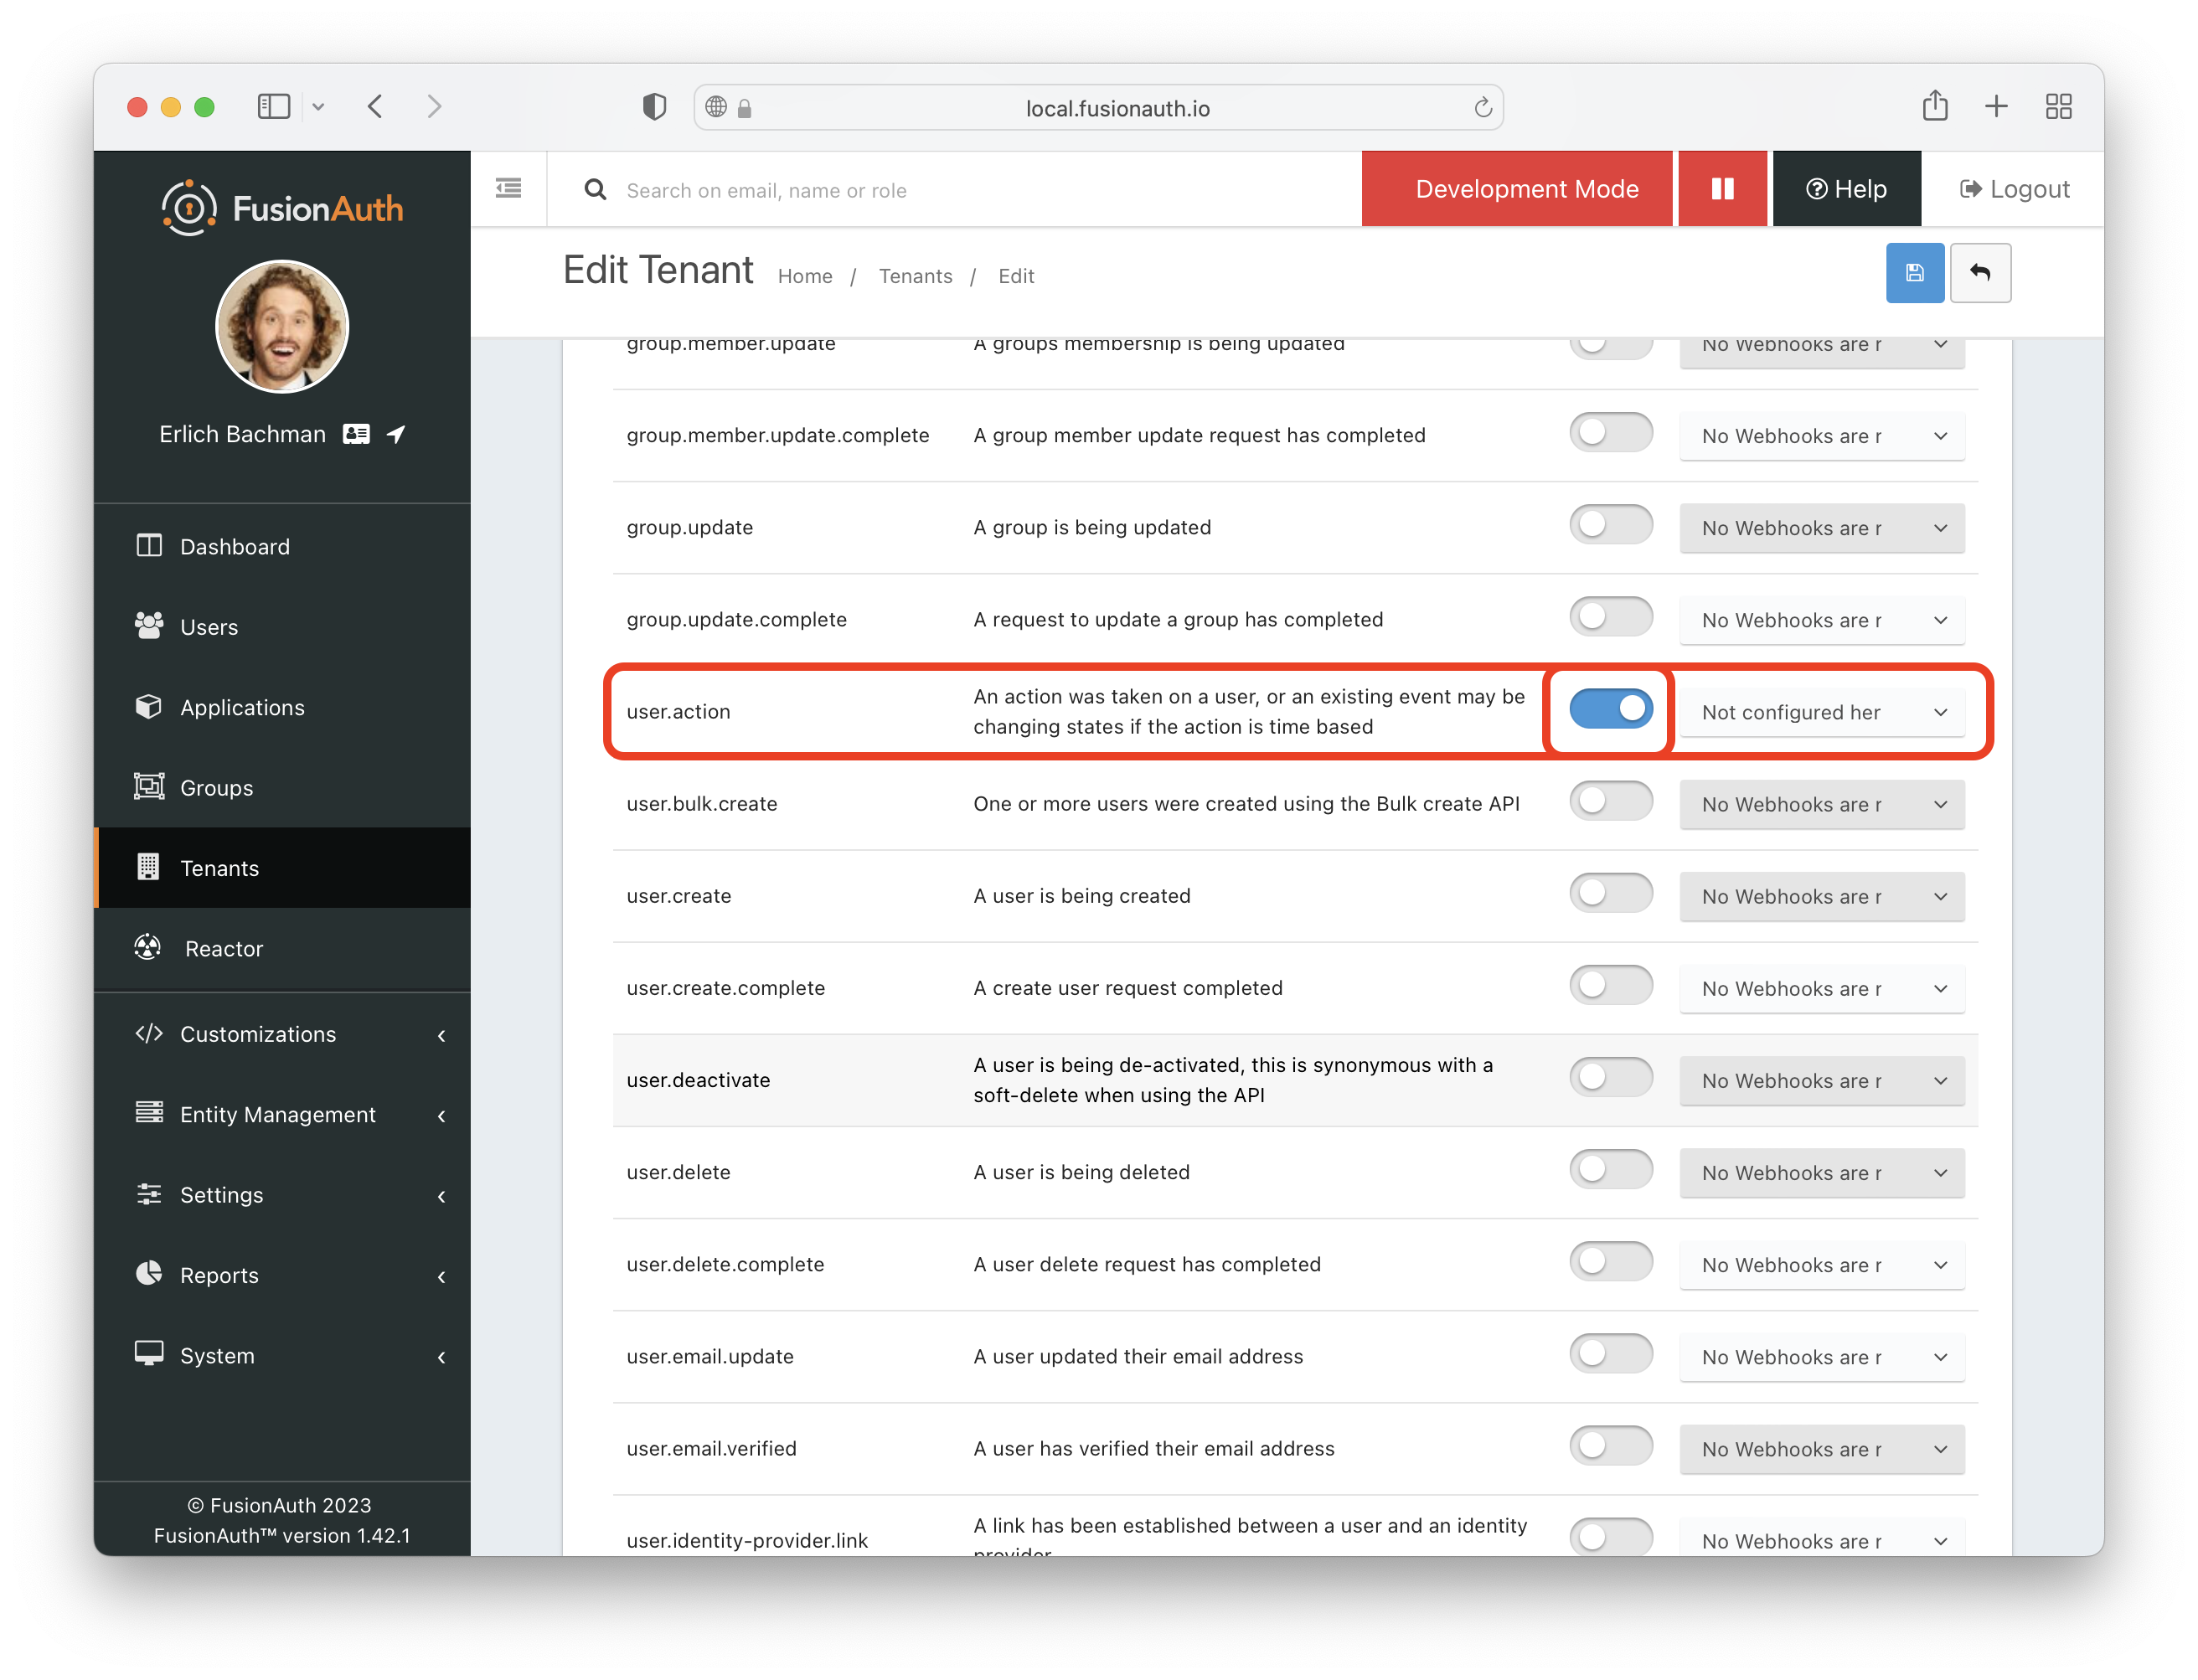 local.fusionauth.io
FusionAuth
Search on email, name or role
Development Mode
Help
Logout
Edit Tenant
Home / Tenants / Edit
Erlich Bachman
Dashboard
Users
Applications
Groups
Tenants
Reactor
Customizations
Entity Management
Settings
Reports
System
© FusionAuth 2023
FusionAuth™ version 1.42.1
group.member.update A groups membership is being updated No Webhooks are r
group.member.update.complete A group member update request has completed No Webhooks are r
group.update A group is being updated No Webhooks are r
group.update.complete A request to update a group has completed No Webhooks are r
user.action An action was taken on a user, or an existing event may be
changing states if the action is time based Not configured her
user.bulk.create One or more users were created using the Bulk create API No Webhooks are r
user.create A user is being created No Webhooks are r
user.create.complete A create user request completed No Webhooks are r
user.deactivate A user is being de-activated, this is synonymous with a
soft-delete when using the API No Webhooks are r
user.delete A user is being deleted No Webhooks are r
user.delete.complete A user delete request has completed No Webhooks are r
user.email.update A user updated their email address No Webhooks are r
user.email.verified A user has verified their email address No Webhooks are r
user.identity-provider.link A link has been established between a user and an identity
provider No Webhooks are r